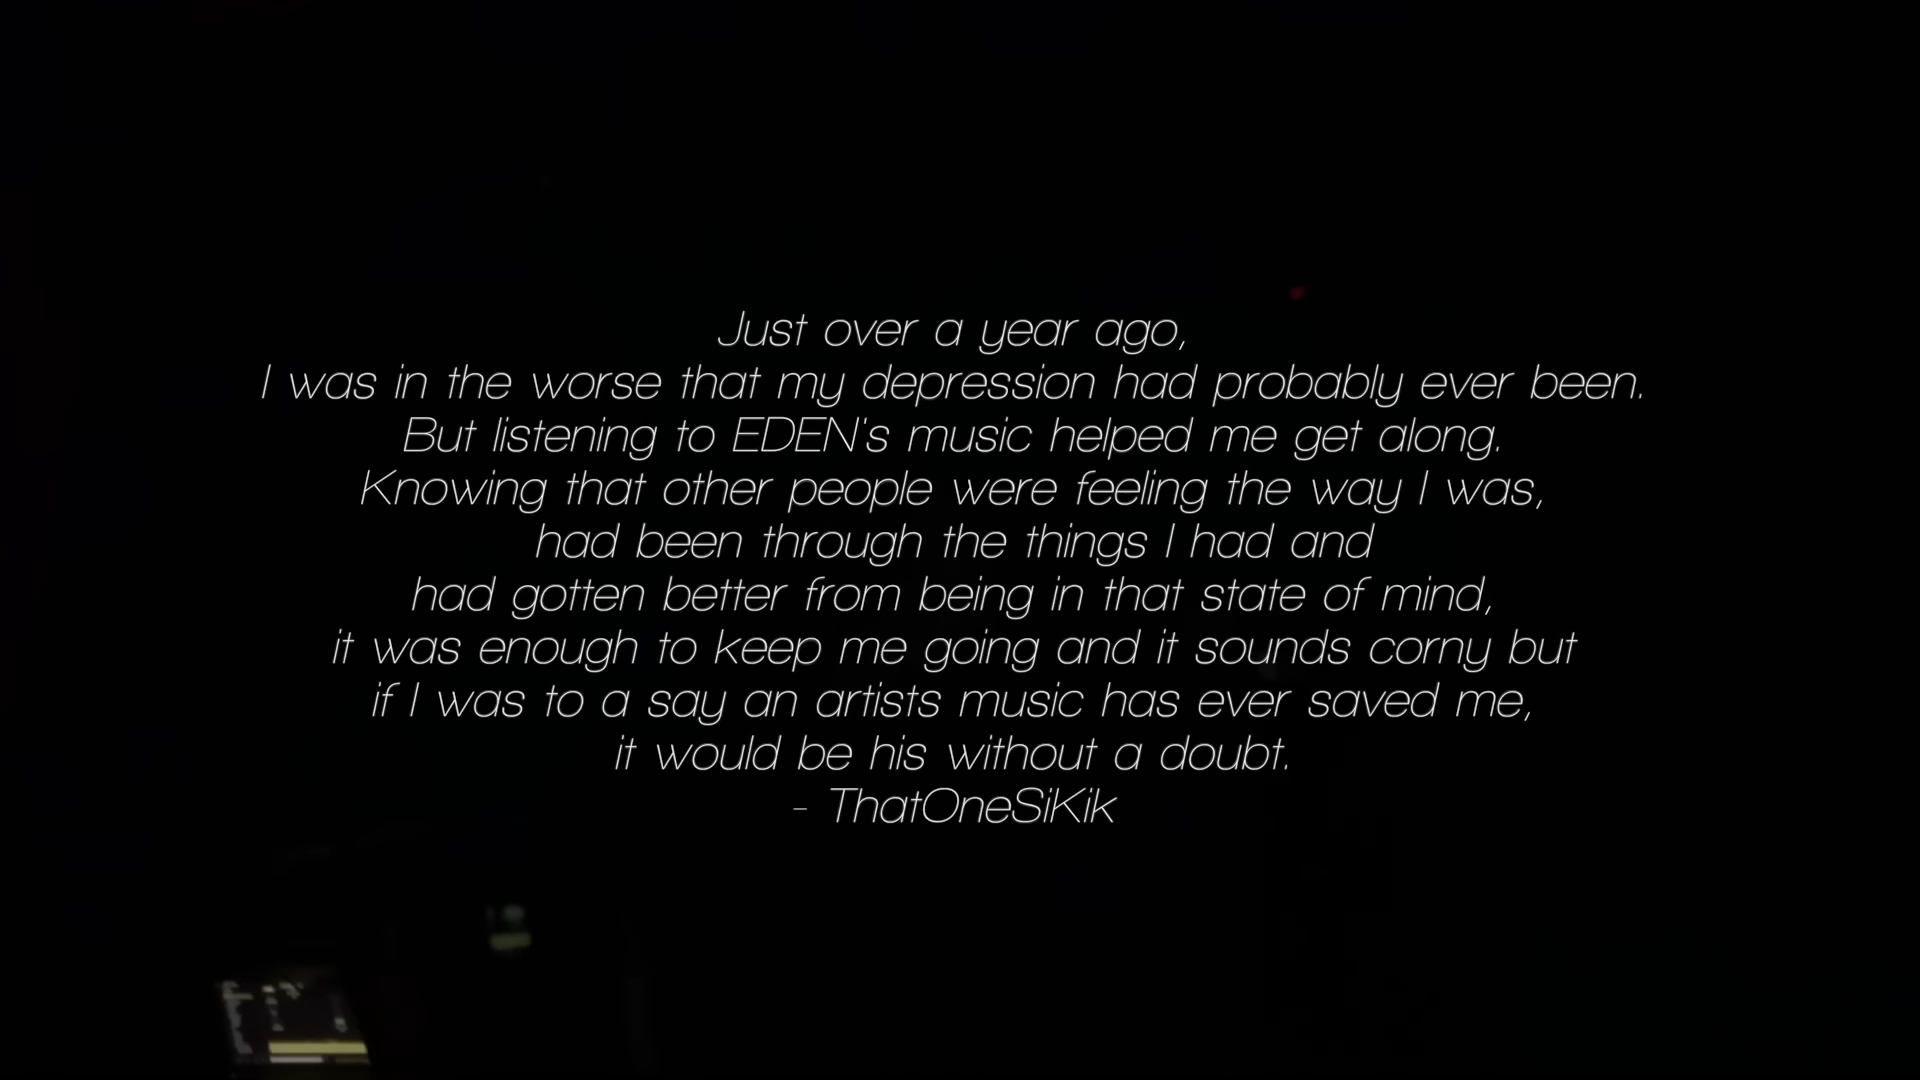 Just over a year ago,
I was in the worse that my depression had probably ever been.
But listening to EDEN's music helped me get along.
Knowing that other people were feeling the way I was,
had been through the things I had and
had gotten better from being in that state of mind,
it was enough to keep me going and it sounds corny but
if I was to a say an artists music has ever saved me,
it would be his without a doubt.
- ThatOneSiKik